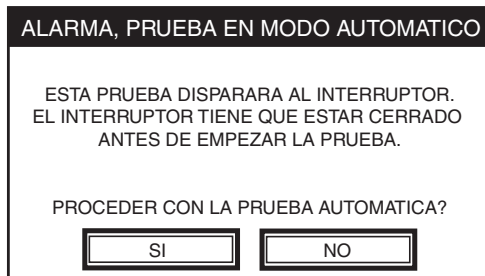 ALARMA, PRUEBA EN MODO AUTOMATICO
ESTA PRUEBA DISPARARA AL INTERRUPTOR.
EL INTERRUPTOR TIENE QUE ESTAR CERRADO
ANTES DE EMPEZAR LA PRUEBA.
PROCEDER CON LA PRUEBA AUTOMATICA?
SI NO